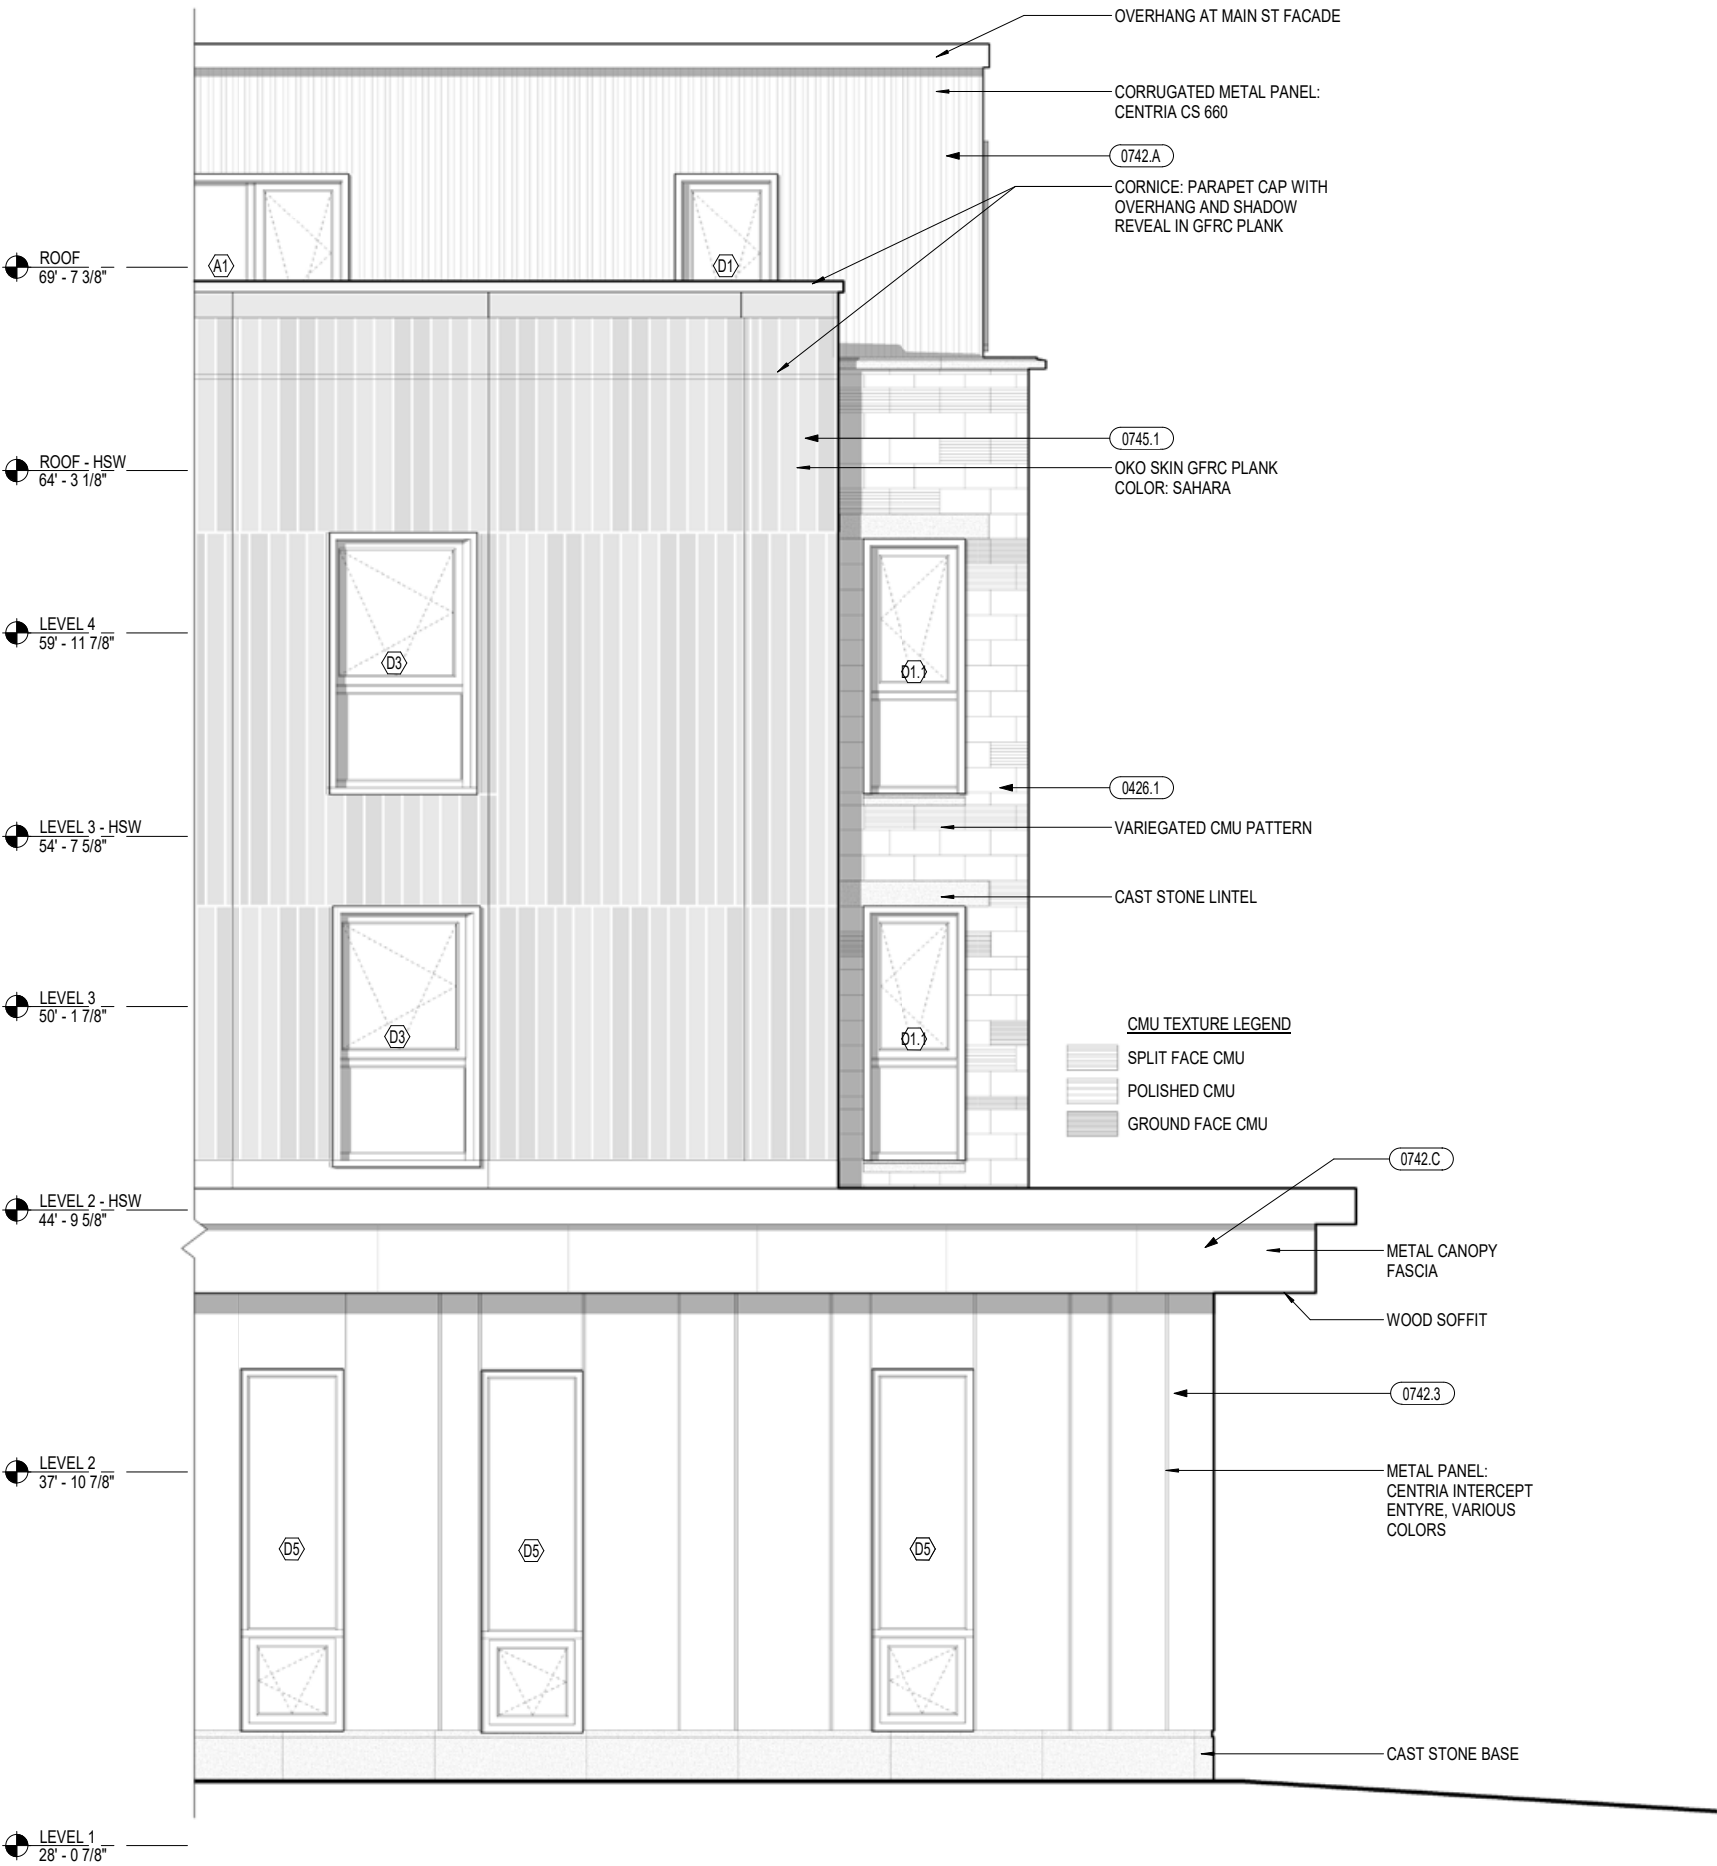 OVERHANG AT MAIN ST FACADE
CORRUGATED METAL PANEL:
CENTRIA CS 660
0742.A
CORNICE: PARAPET CAP WITH
OVERHANG AND SHADOW
REVEAL IN GFRC PLANK
ROOF
69' - 7 3/8"
A1
D1
0745.1
ROOF - HSW
64' - 3 1/8"
OKO SKIN GFRC PLANK
COLOR: SAHARA
LEVEL 4
59' - 11 7/8"
D3
D1.1
0426.1
LEVEL 3 - HSW
54' - 7 5/8"
VARIEGATED CMU PATTERN
CAST STONE LINTEL
LEVEL 3
50' - 1 7/8"
D3
D1.1
CMU TEXTURE LEGEND
SPLIT FACE CMU
POLISHED CMU
GROUND FACE CMU
0742.C
LEVEL 2 - HSW
44' - 9 5/8"
METAL CANOPY
FASCIA
WOOD SOFFIT
0742.3
LEVEL 2
37' - 10 7/8"
METAL PANEL:
CENTRIA INTERCEPT
ENTYRE, VARIOUS
COLORS
D5
D5
D5
CAST STONE BASE
LEVEL 1
28' - 0 7/8"